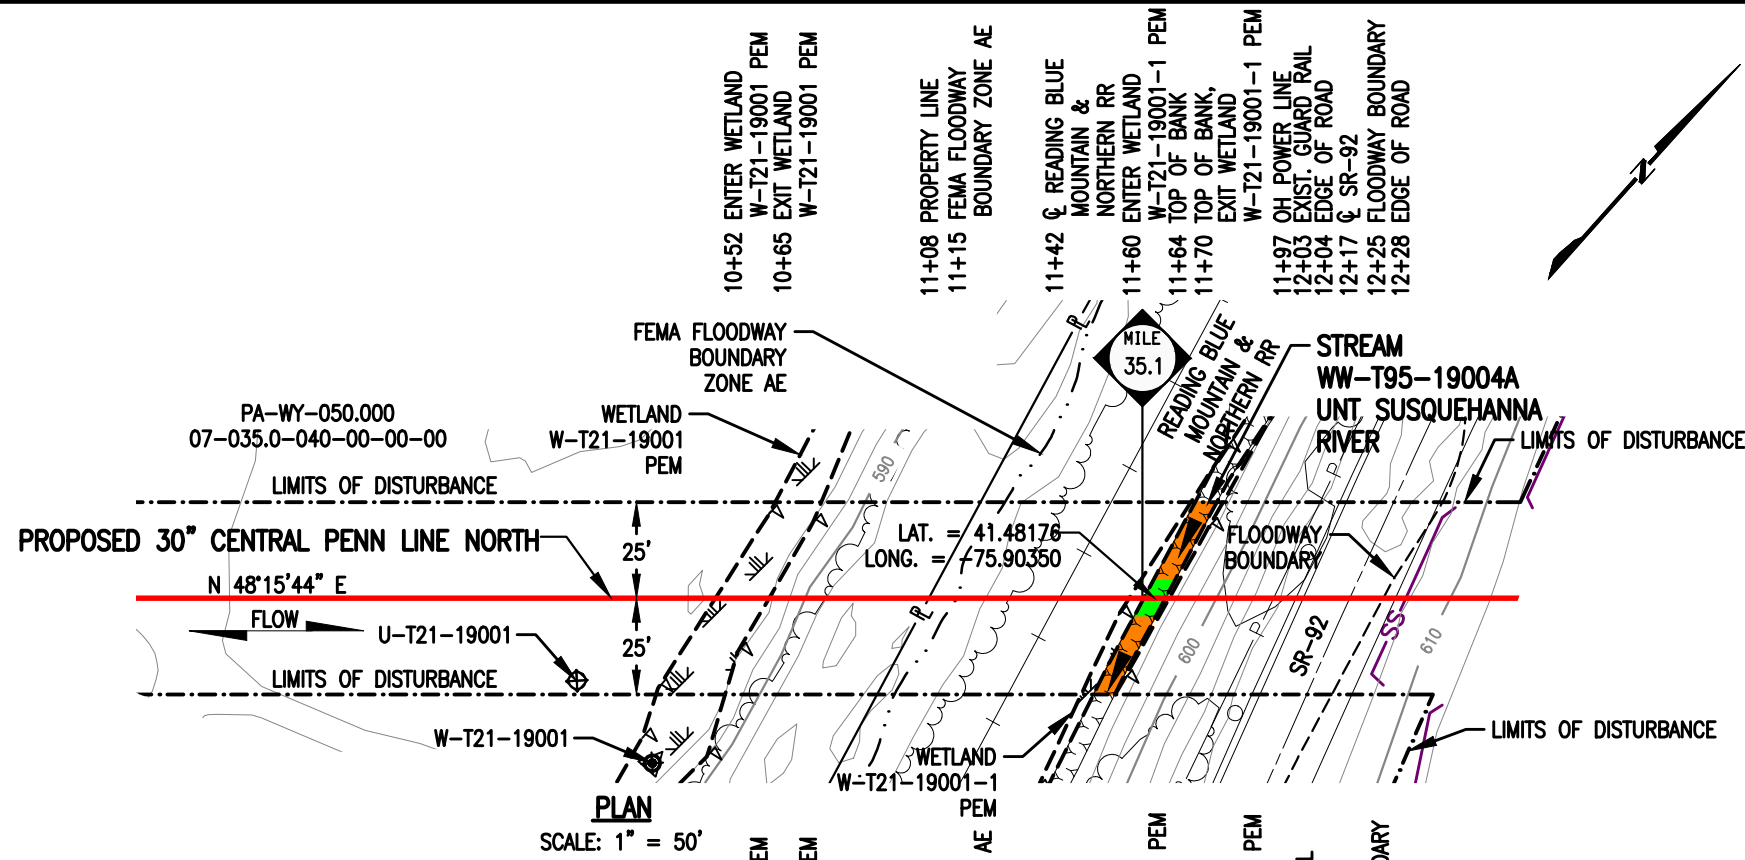 10+52 ENTER WETLAND
W-T21-19001 PEM
10+65 EXIT WETLAND
W-T21-19001 PEM
11+08 PROPERTY LINE
11+15 FEMA FLOODWAY
BOUNDARY ZONE AE
11+42 ℄ READING BLUE
MOUNTAIN &
NORTHERN RR
11+60 ENTER WETLAND
W-T21-19001-1 PEM
11+64 TOP OF BANK
11+70 TOP OF BANK,
EXIT WETLAND
W-T21-19001-1 PEM
11+97 OH POWER LINE
12+03 EXIST. GUARD RAIL
12+04 EDGE OF ROAD
12+17 ℄ SR-92
12+25 FLOODWAY BOUNDARY
12+28 EDGE OF ROAD
N
FEMA FLOODWAY
BOUNDARY
ZONE AE
PL
MILE
35.1
READING BLUE
MOUNTAIN &
NORTHERN RR
STREAM
WW-T95-19004A
UNT SUSQUEHANNA
RIVER
PA-WY-050.000
07-035.0-040-00-00-00
WETLAND
W-T21-19001
PEM
590
LIMITS OF DISTURBANCE
LIMITS OF DISTURBANCE
P
PROPOSED 30" CENTRAL PENN LINE NORTH
25'
LAT. = 41.48176
LONG. = -75.90350
FLOODWAY
BOUNDARY
N 48°15'44" E
FLOW
U-T21-19001
25'
PL
P
600
SR-92
SS
610
LIMITS OF DISTURBANCE
W-T21-19001
WETLAND
W-T21-19001-1
PEM
LIMITS OF DISTURBANCE
PLAN
SCALE: 1" = 50'
EM
EM
AE
PEM
PEM
L
DARY